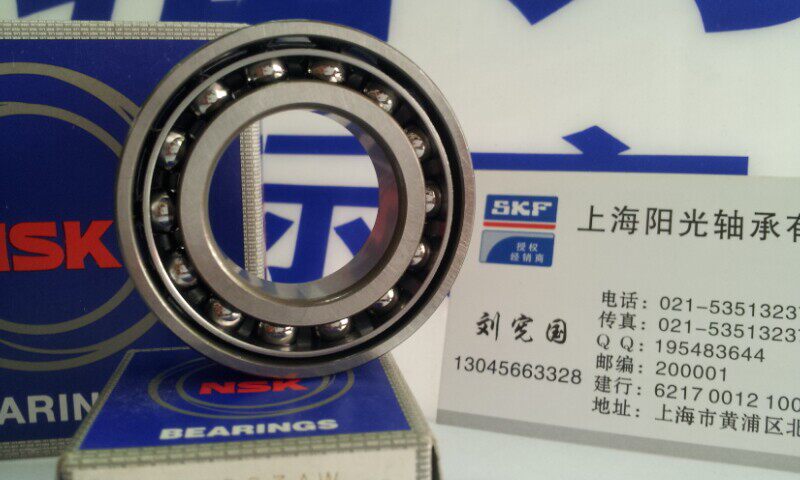 NSK
BEARIN
NSK
BEARINGS
SKF
授权
经销商
上海阳光轴承有
刘宪国
13045663328
电话：021-5351323
传真：021-5351323
QQ：195483644
邮编：200001
建行：6217 0012 100
地址：上海市黄浦区北